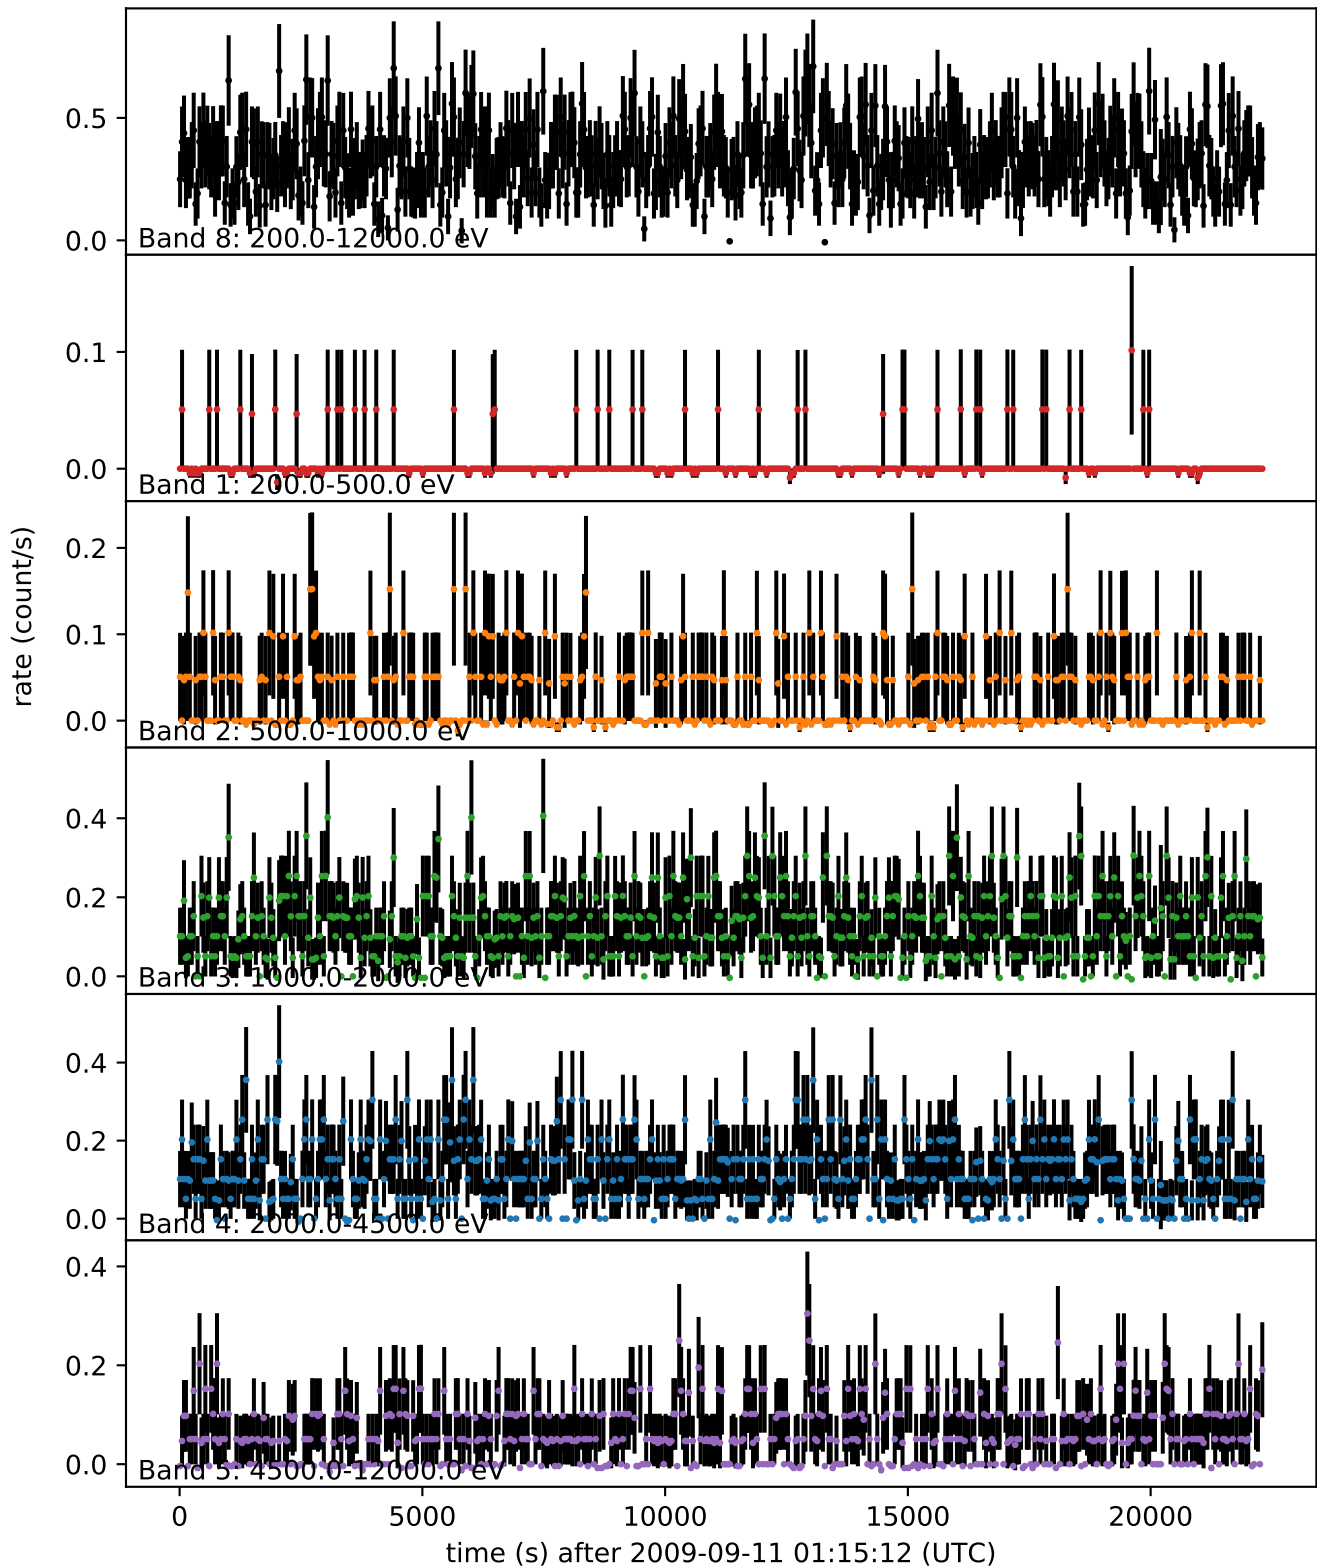 0.5
0.0
Band 8: 200.0-12000.0 eV
0.1
0.0
Band 1: 200.0-500.0 eV
0.2
0.1
0.0
Band 2: 500.0-1000.0 eV
rate (count/s)
0.4
0.2
0.0
Band 3: 1000.0-2000.0 eV
0.4
0.2
0.0
Band 4: 2000.0-4500.0 eV
0.4
0.2
0.0
Band 5: 4500.0-12000.0 eV
0 5000 10000 15000 20000
time (s) after 2009-09-11 01:15:12 (UTC)